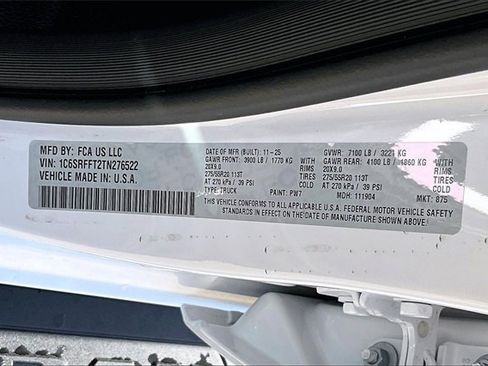 MFD BY: FCA US LLC
VIN: 1C6SRFFT2TN276522
VEHICLE MADE IN: U.S.A.
DATE OF MFR (BUILT): 11-25
GAWR FRONT: 3900 LB / 1770 KG
20X9.0 RIMS
275/55R20 113T TIRES
AT 270 kPa / 39 PSI
TYPE: TRUCK PAINT: PW7
GVWR: 7100 LB / 3221 KG
GAWR REAR: 4100 LB / 1860 KG
20X9.0 RIMS
275/55R20 113T TIRES
AT 270 kPa / 39 PSI
MDH: 111904 MKT: 875
THIS VEHICLE CONFORMS TO ALL APPLICABLE U.S.A. FEDERAL MOTOR VEHICLE SAFETY
STANDARDS IN EFFECT ON THE DATE OF MANUFACTURE SHOWN ABOVE.